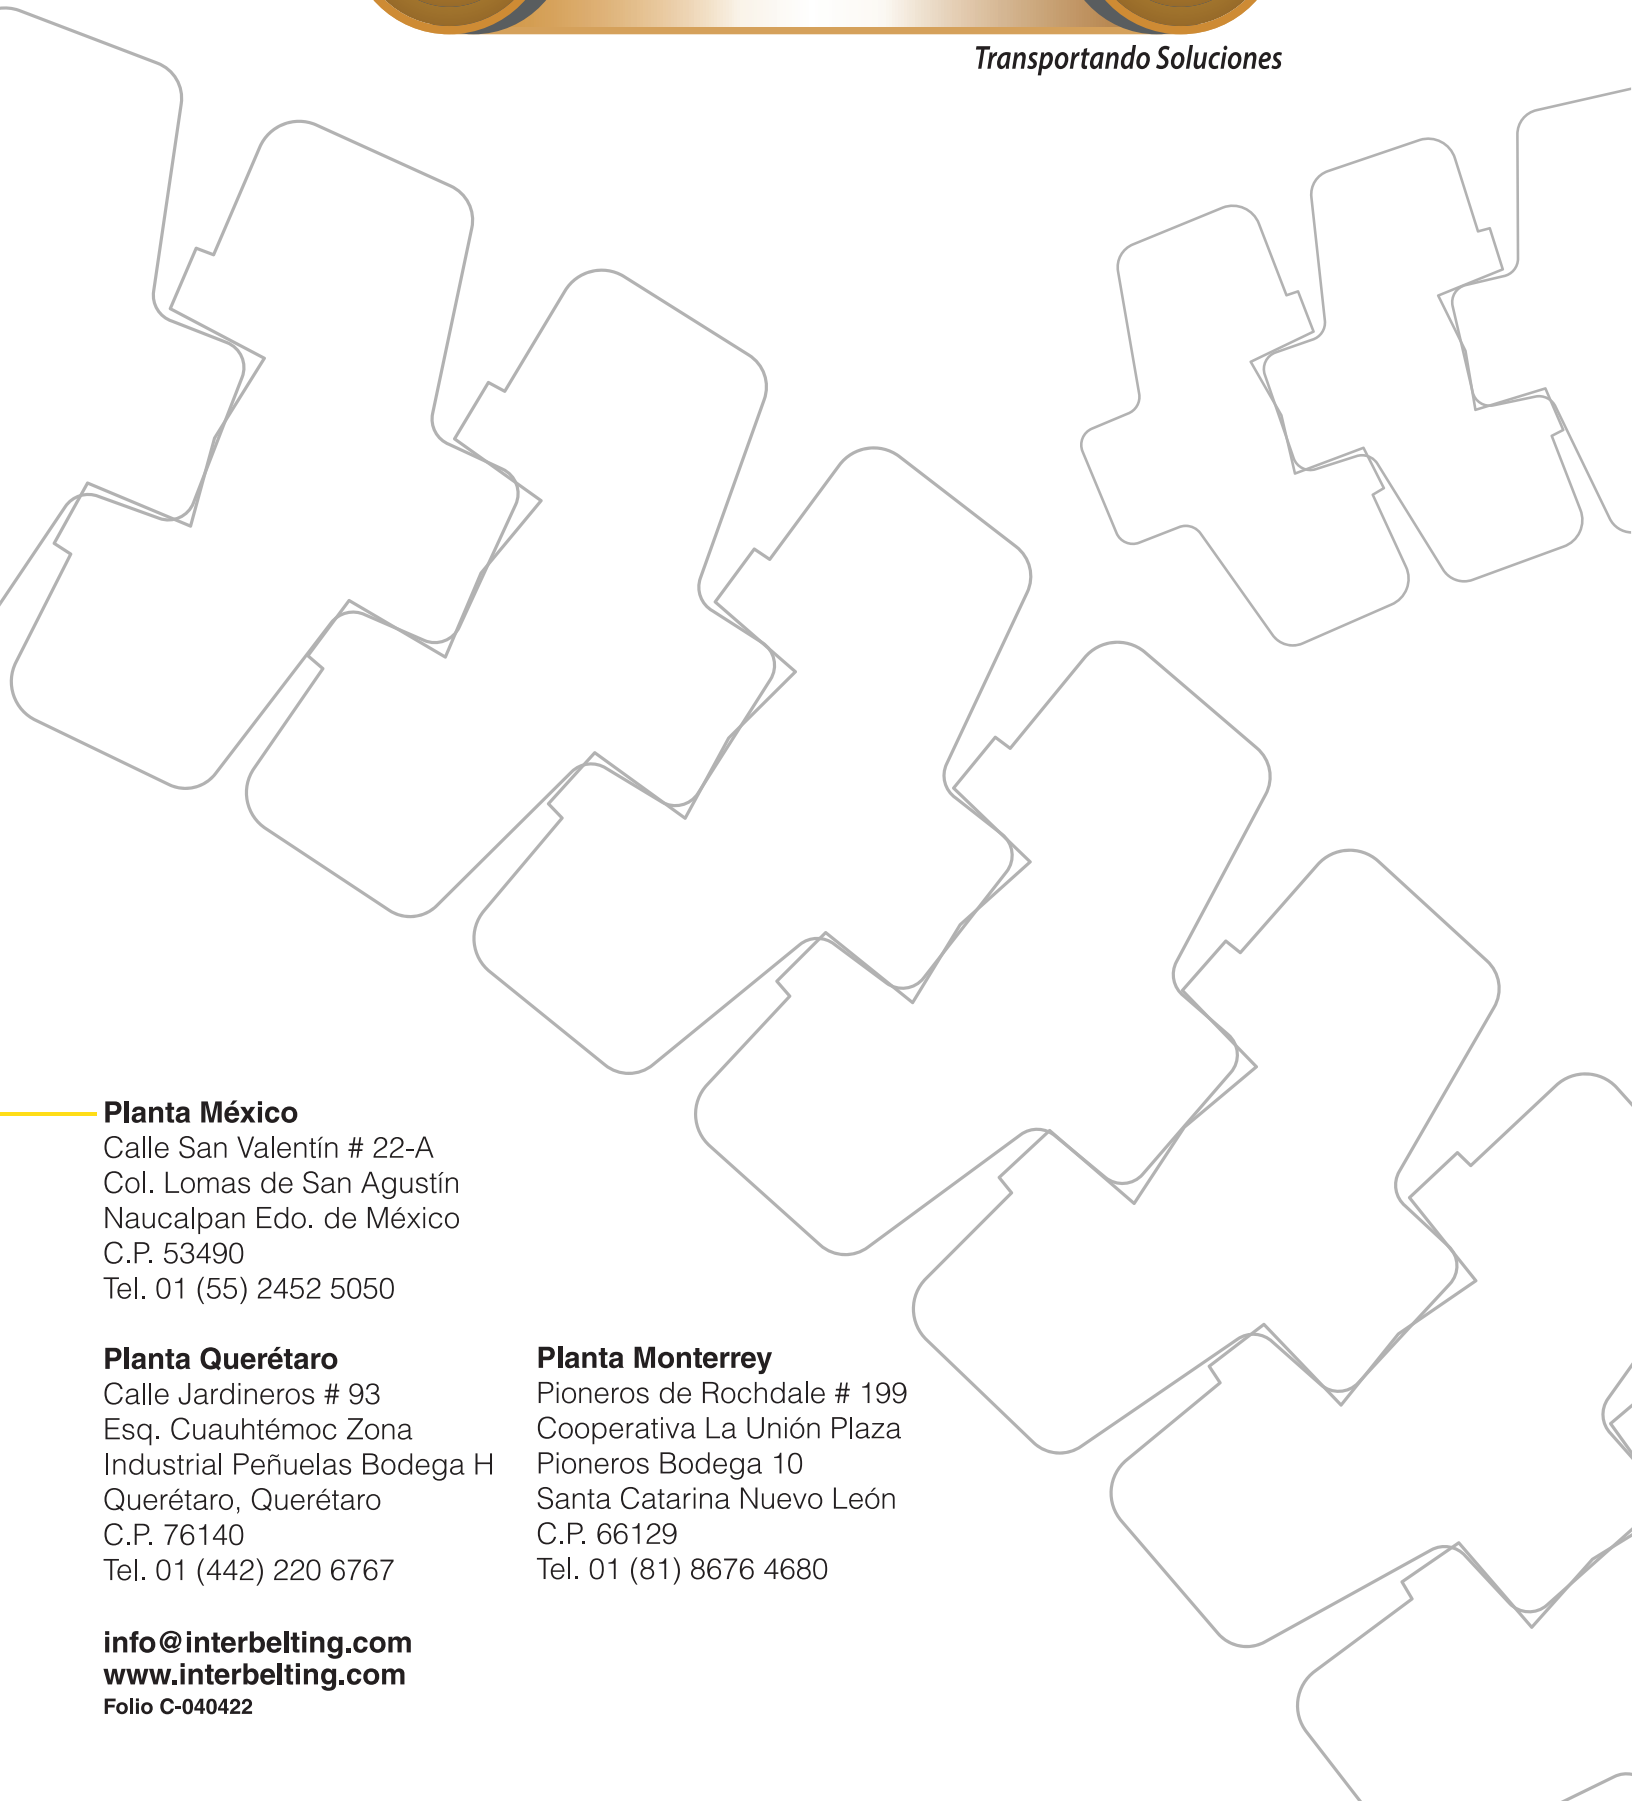 Transportando Soluciones
Planta México
Calle San Valentín # 22-A
Col. Lomas de San Agustín
Naucalpan Edo. de México
C.P. 53490
Tel. 01 (55) 2452 5050
Planta Querétaro
Calle Jardineros # 93
Esq. Cuauhtémoc Zona
Industrial Peñuelas Bodega H
Querétaro, Querétaro
C.P. 76140
Tel. 01 (442) 220 6767
Planta Monterrey
Pioneros de Rochdale # 199
Cooperativa La Unión Plaza
Pioneros Bodega 10
Santa Catarina Nuevo León
C.P. 66129
Tel. 01 (81) 8676 4680
info@interbelting.com
www.interbelting.com
Folio C-040422